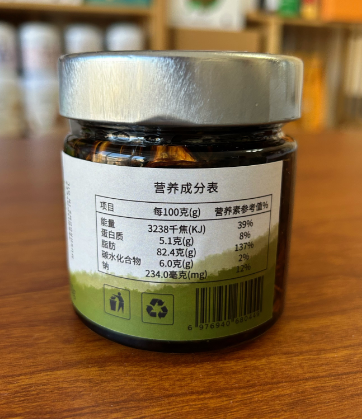 营养成分表
项目 每100克(g) 营养素参考值%
能量 3238千焦(KJ) 39%
蛋白质 5.1克(g) 8%
脂肪 82.4克(g) 137%
碳水化合物 6.0克(g) 2%
钠 234.0毫克(mg) 12%